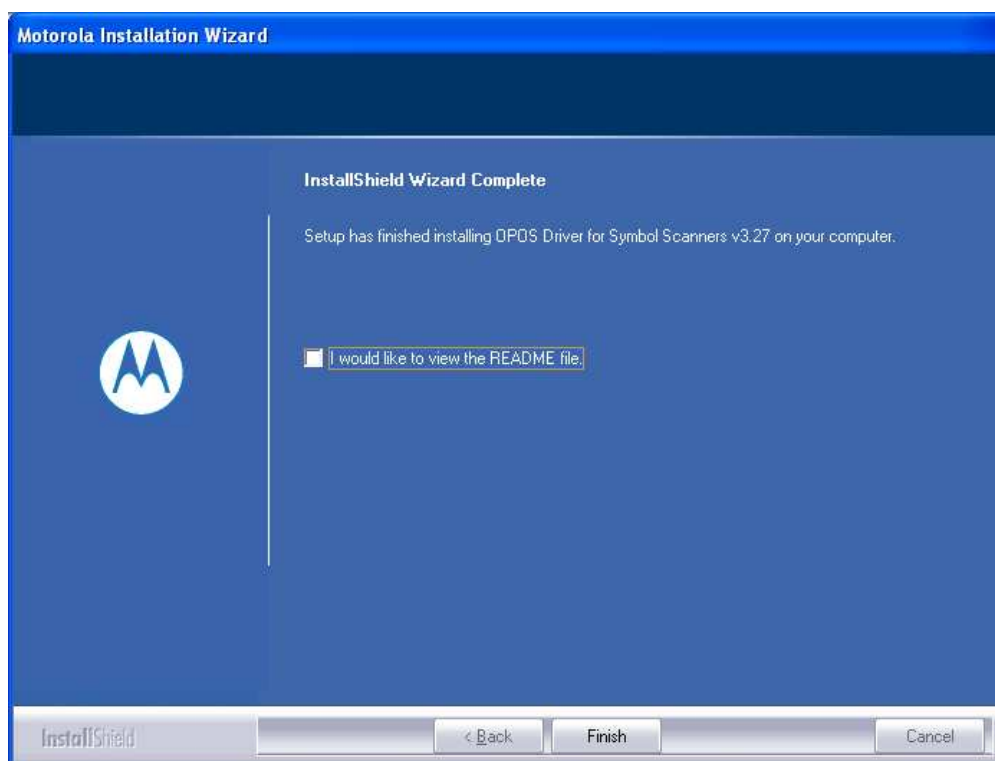 Motorola Installation Wizard
InstallShield Wizard Complete
Setup has finished installing OPOS Driver for Symbol Scanners v3.27 on your computer.
I would like to view the README file.
InstallShield
< Back
Finish
Cancel